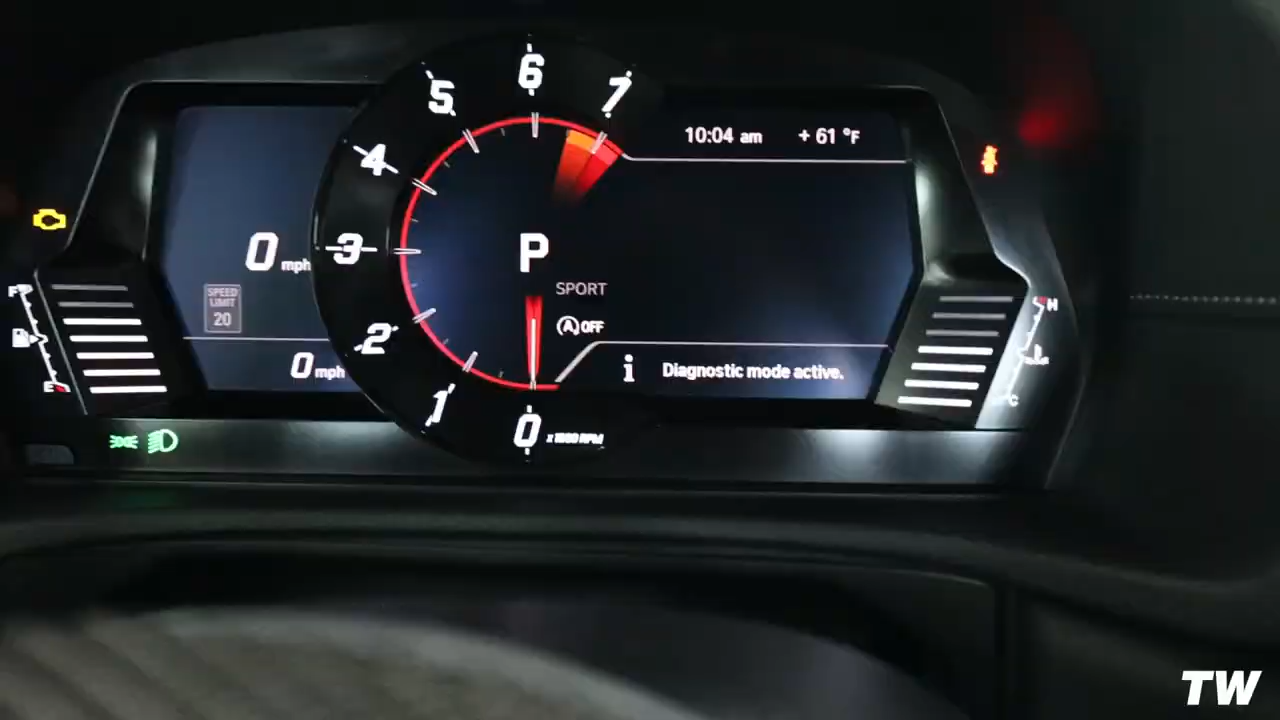 5
6
7
4
10:04 am
+ 61 °F
0 mph
3
P
SPORT
SPEED
LIMIT
20
A OFF
F
E
H
C
2
0 mph
i Diagnostic mode active.
1
0 x 1000 RPM
TW